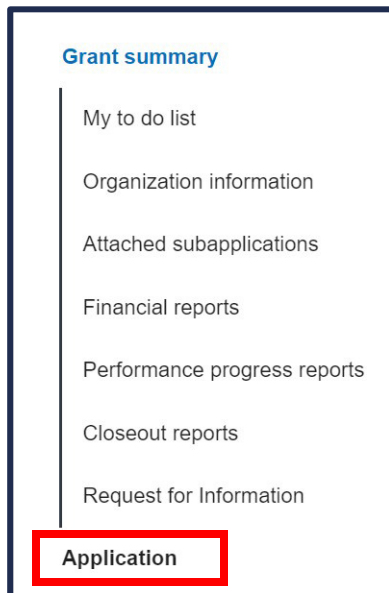 Grant summary
My to do list
Organization information
Attached subapplications
Financial reports
Performance progress reports
Closeout reports
Request for Information
Application